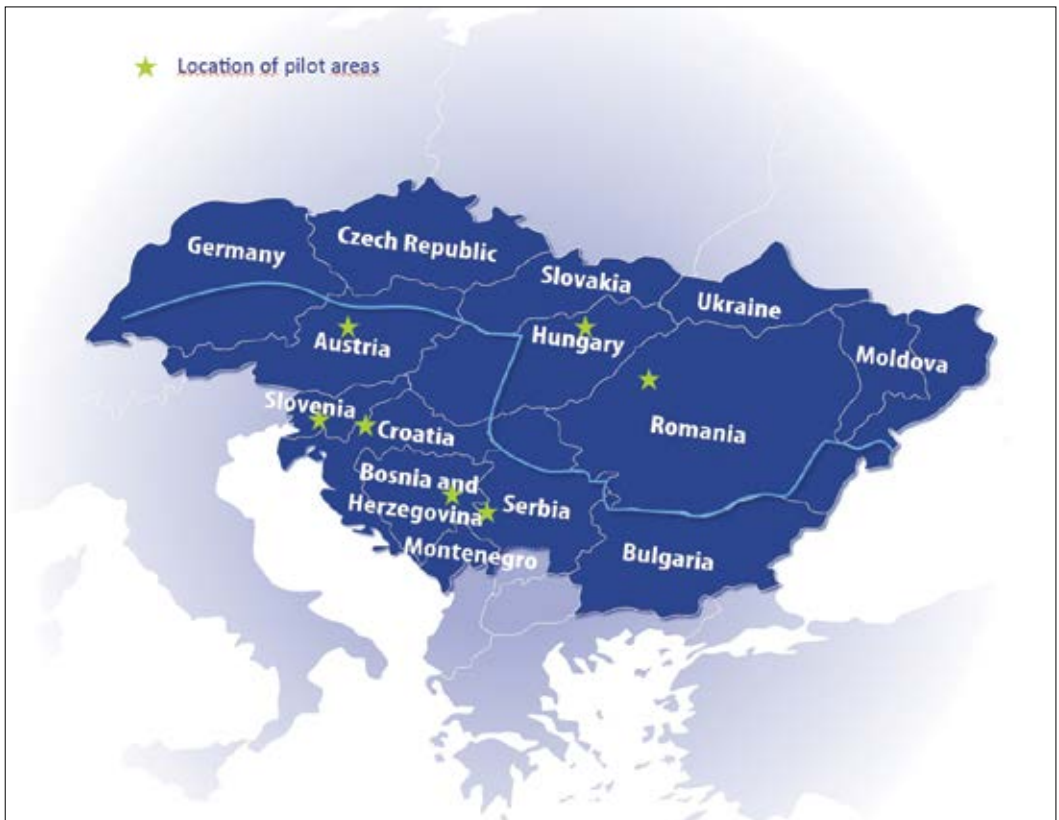 Location of pilot areas
Germany
Czech Republic
Slovakia
Ukraine
Austria
Hungary
Moldova
Slovenia
Croatia
Romania
Bosnia and
Herzegovina
Serbia
Montenegro
Bulgaria